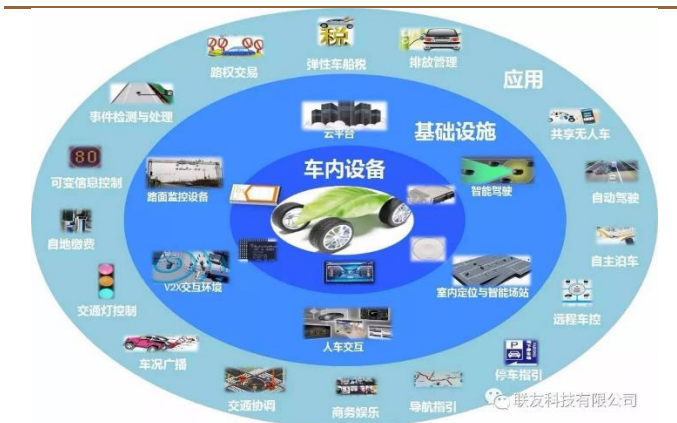 税
路权交易
弹性车船税
排放管理
应用
事件检测与处理
云平台
基础设施
共享无人车
80
可变信息控制
路面监控设备
车内设备
智能驾驶
自动驾驶
自地缴费
自主泊车
V2X交互环境
室内定位与智能场站
交通灯控制
远程车控
人车交互
车况广播
P
停车指引
交通协调
商务娱乐
导航指引
联友科技有限公司